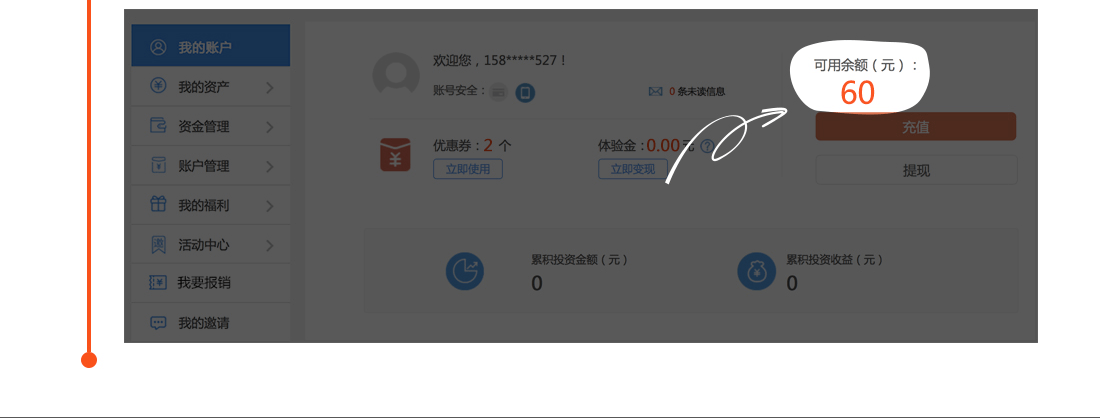 我的账户
我的资产
资金管理
账户管理
我的福利
活动中心
我要报销
我的邀请
欢迎您，158*****527！
账号安全：
0 条未读信息
优惠券：2 个
立即使用
体验金：0.00元
立即变现
可用余额（元）：
60
充值
提现
累积投资金额（元）
0
累积投资收益（元）
0